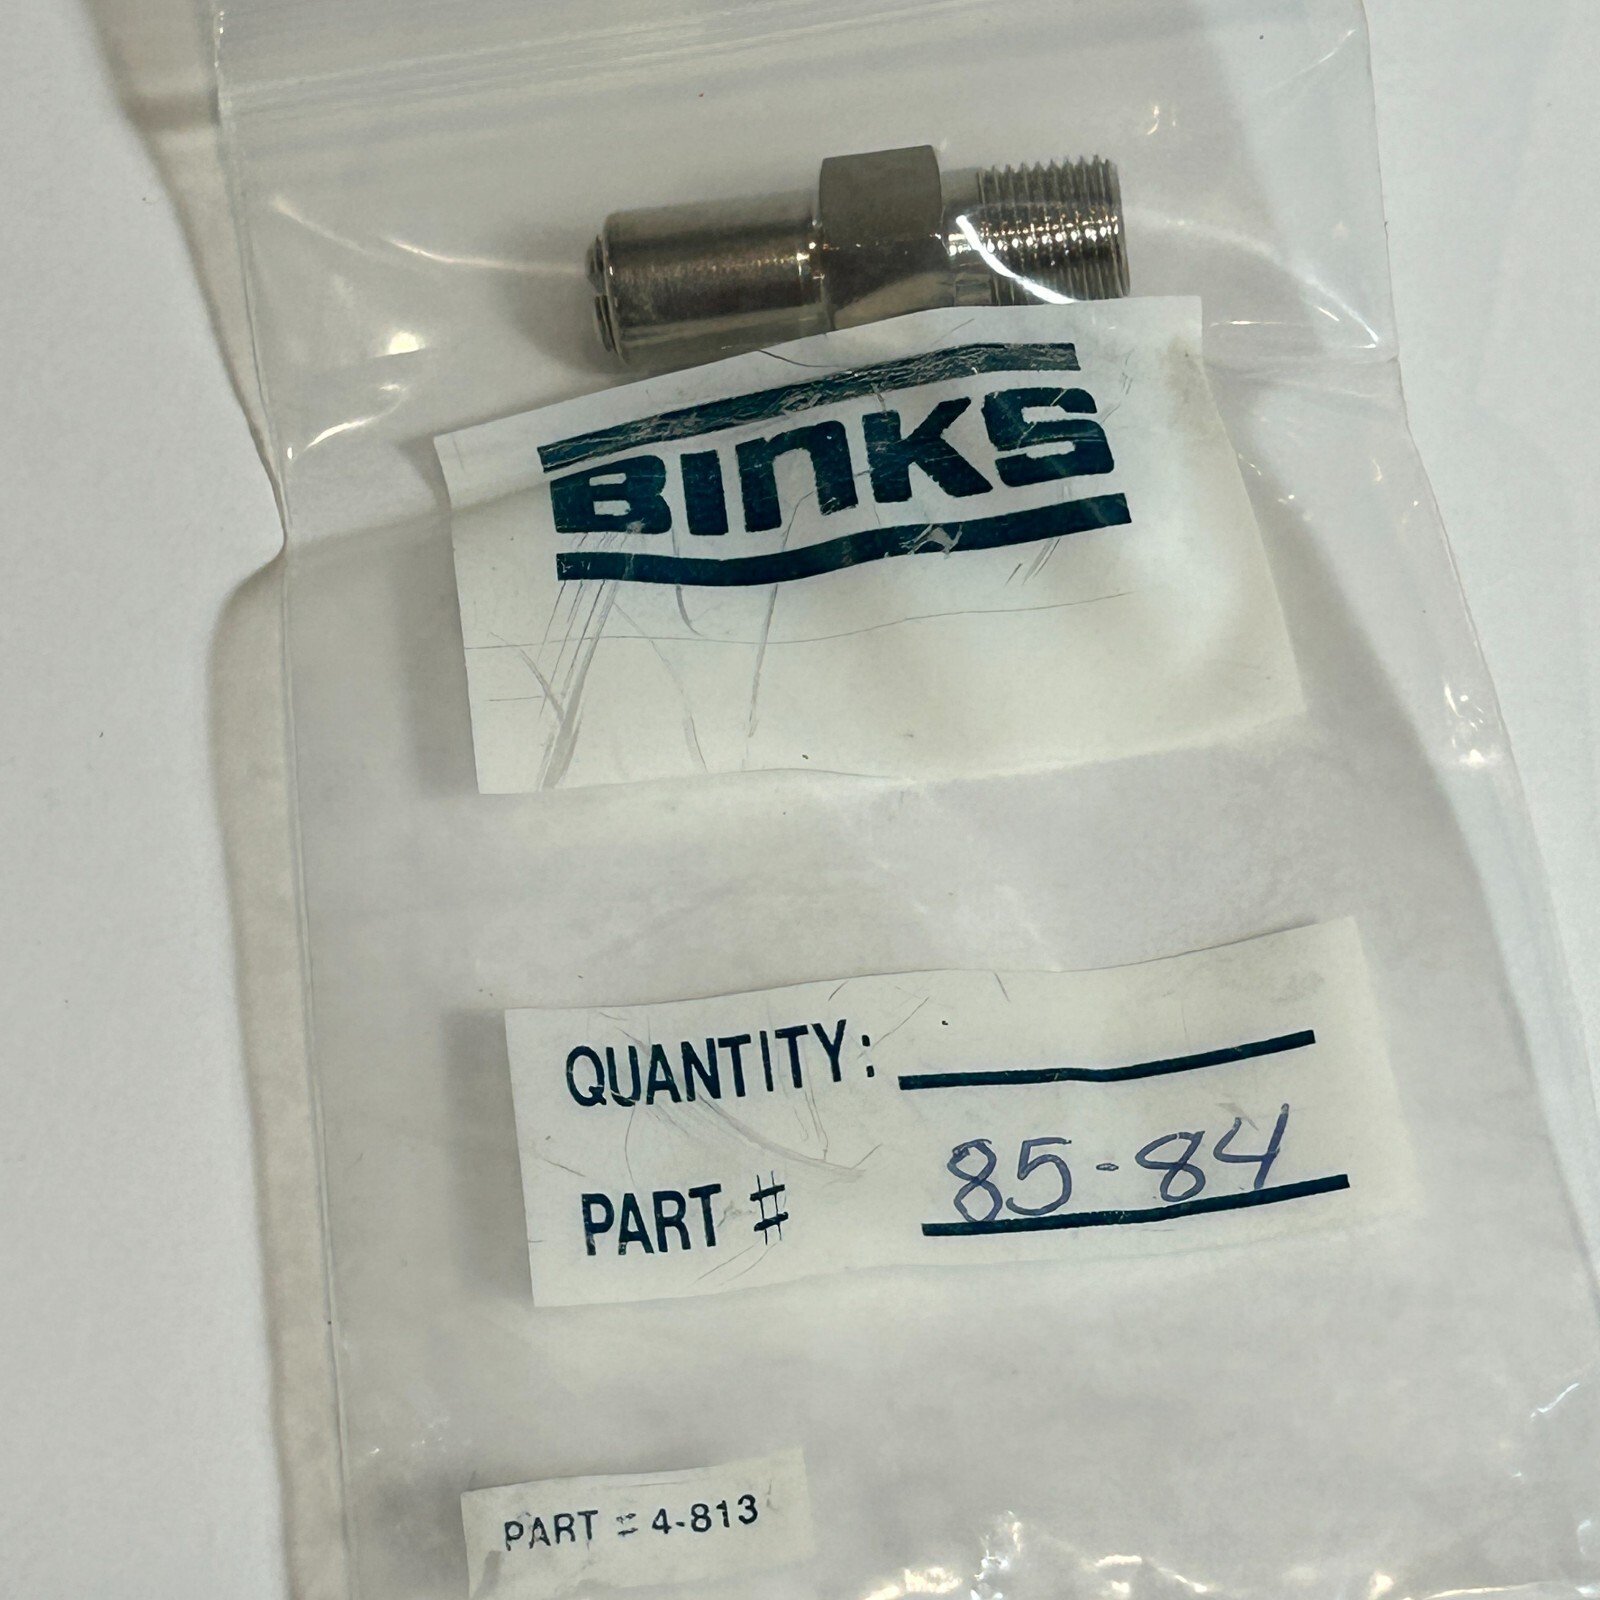 BINKS
QUANTITY:
PART # 85-84
PART # 4-813